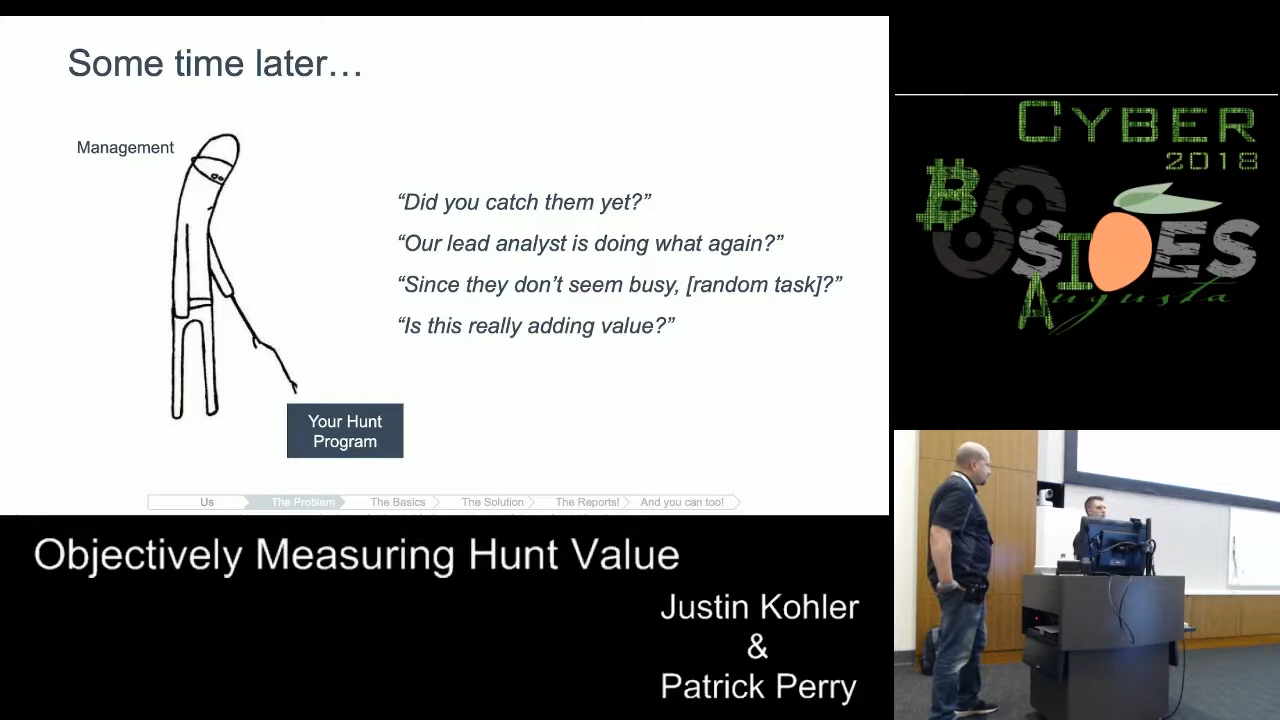 Some time later…
Management
“Did you catch them yet?”
“Our lead analyst is doing what again?”
“Since they don’t seem busy, [random task]?”
“Is this really adding value?”
Your Hunt
Program
Us
The Problem
The Basics
The Solution
The Reports!
And you can too!
CYBER
2018
BSIDES
Augusta
Objectively Measuring Hunt Value
Justin Kohler
&
Patrick Perry